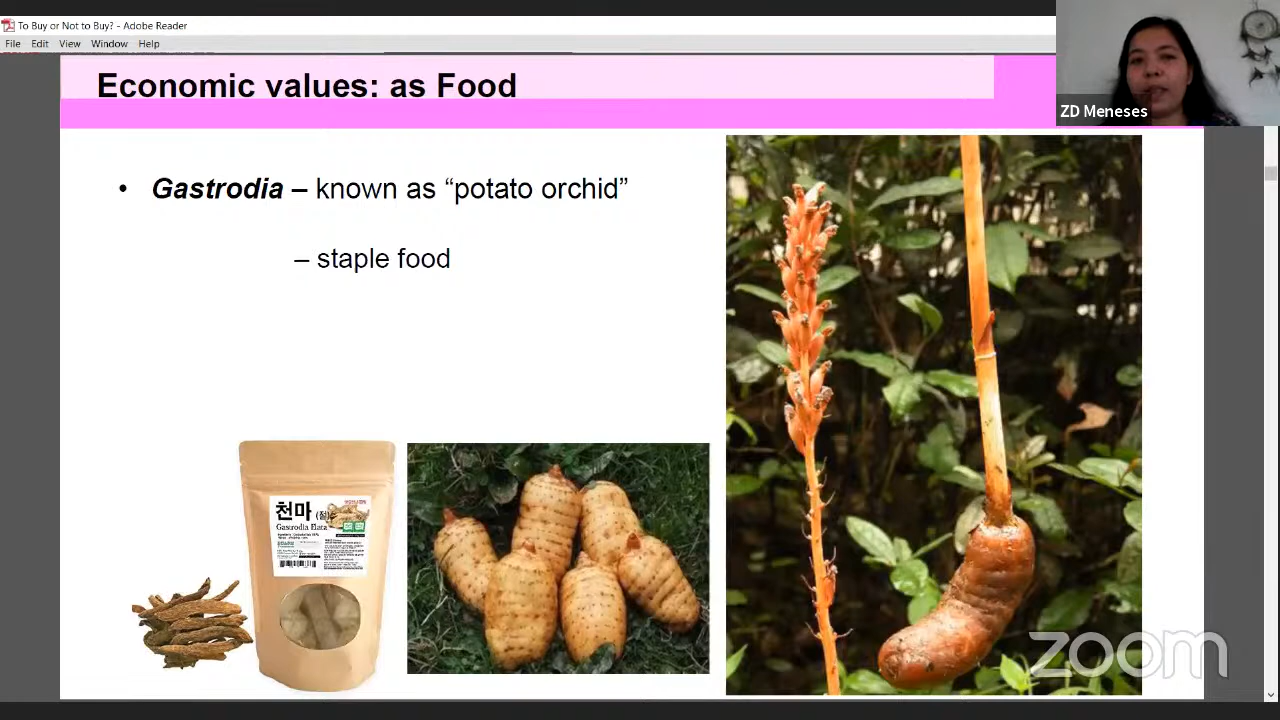 To Buy or Not to Buy? - Adobe Reader
File Edit View Window Help
ZD Meneses
Economic values: as Food
• Gastrodia – known as “potato orchid”
– staple food
천마 (절)
Gastrodia Elata
zoom